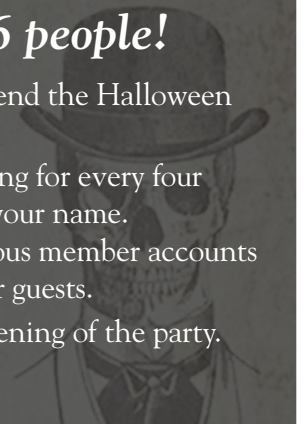 6 people!
end the Halloween
ng for every four
your name.
ous member accounts
r guests.
ening of the party.